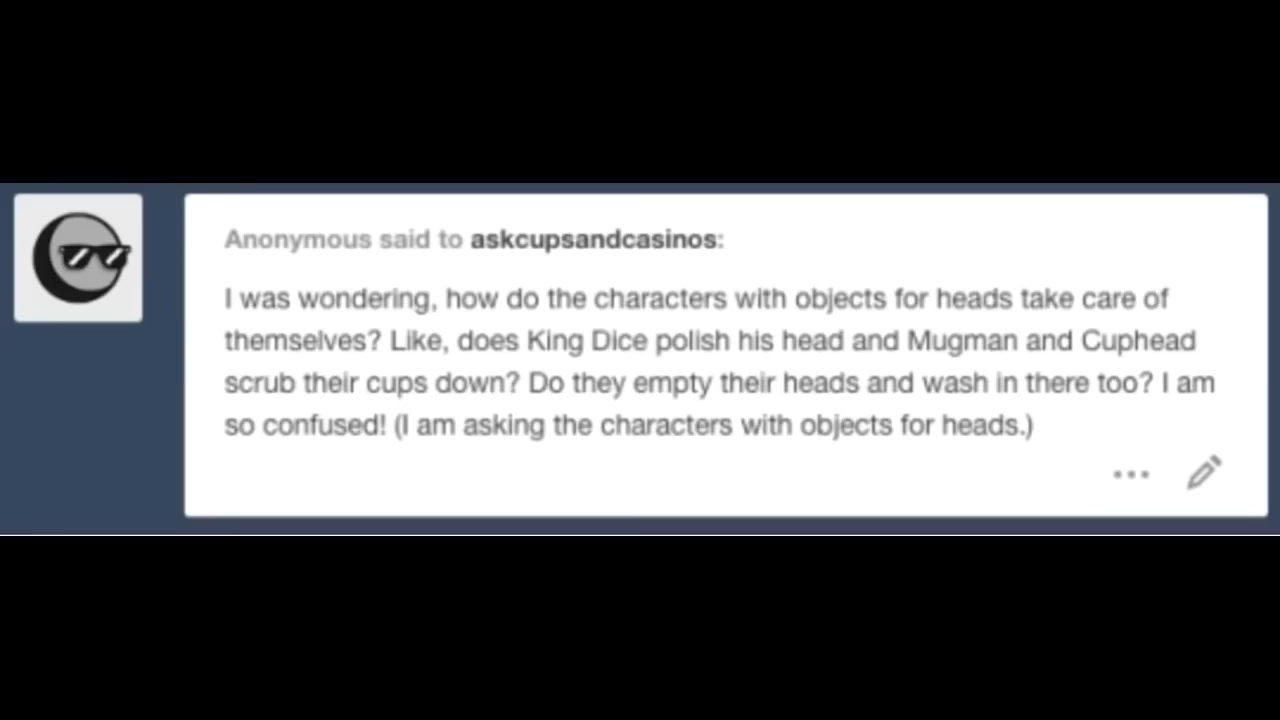 Anonymous said to askcupsandcasinos:
I was wondering, how do the characters with objects for heads take care of
themselves? Like, does King Dice polish his head and Mugman and Cuphead
scrub their cups down? Do they empty their heads and wash in there too? I am
so confused! (I am asking the characters with objects for heads.)